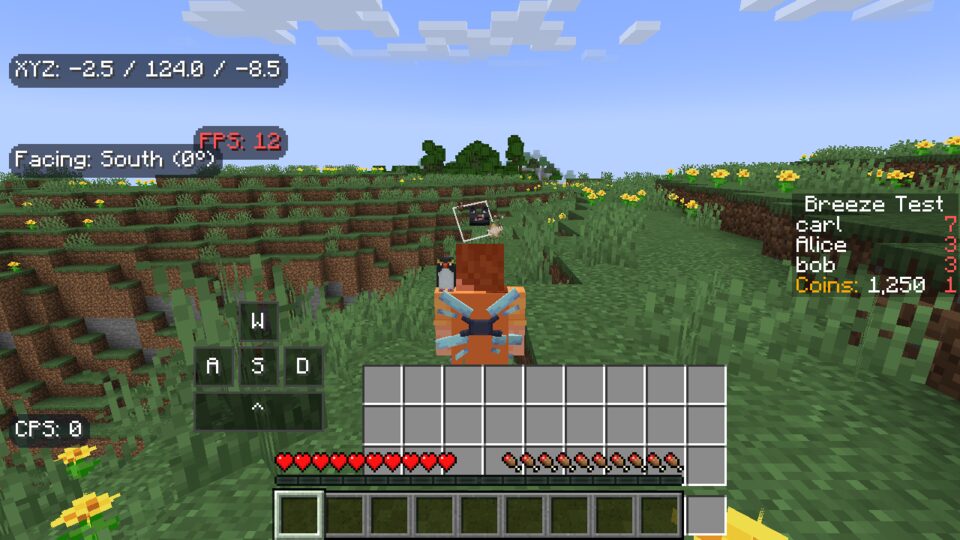 XYZ: -2.5 / 124.0 / -8.5
FPS: 12
Facing: South (0°)
Breeze Test
carl 7
Alice 3
bob 3
Coins: 1,250 1
W
A S D
^
CPS: 0